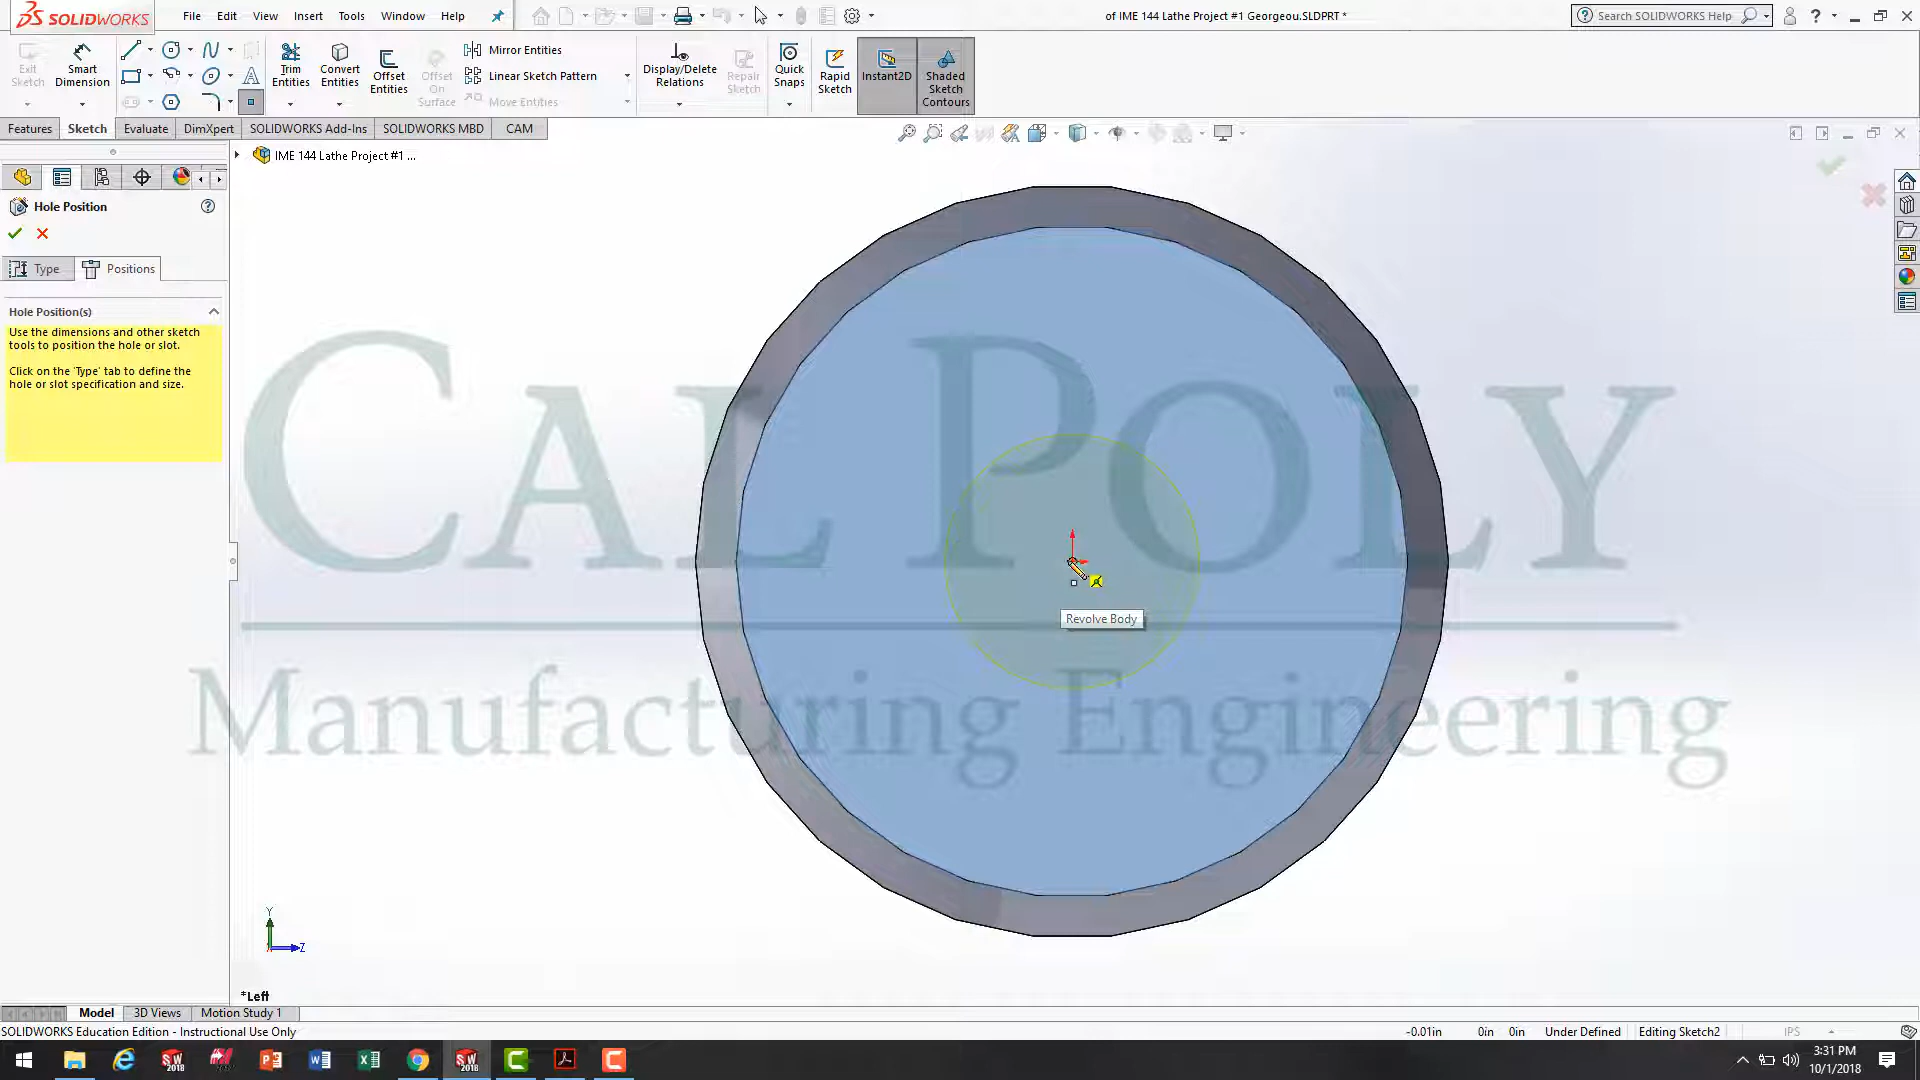 SOLIDWORKS
File Edit View Insert Tools Window Help
of IME 144 Lathe Project #1 Georgeou.SLDPRT *
Search SOLIDWORKS Help
Exit Sketch
Smart Dimension
Trim Entities
Convert Entities
Offset Entities
Offset On Surface
Mirror Entities
Linear Sketch Pattern
Move Entities
Display/Delete Relations
Repair Sketch
Quick Snaps
Rapid Sketch
Instant2D
Shaded Sketch Contours
Features Sketch Evaluate DimXpert SOLIDWORKS Add-Ins SOLIDWORKS MBD CAM
IME 144 Lathe Project #1 ...
Hole Position
Type Positions
Hole Position(s)
Use the dimensions and other sketch
tools to position the hole or slot.
Click on the 'Type' tab to define the
hole or slot specification and size.
CAL POLY
Manufacturing Engineering
Revolve Body
Y
Z
*Left
Model 3D Views Motion Study 1
SOLIDWORKS Education Edition - Instructional Use Only
-0.01in 0in 0in Under Defined Editing Sketch2 IPS
3:31 PM
10/1/2018